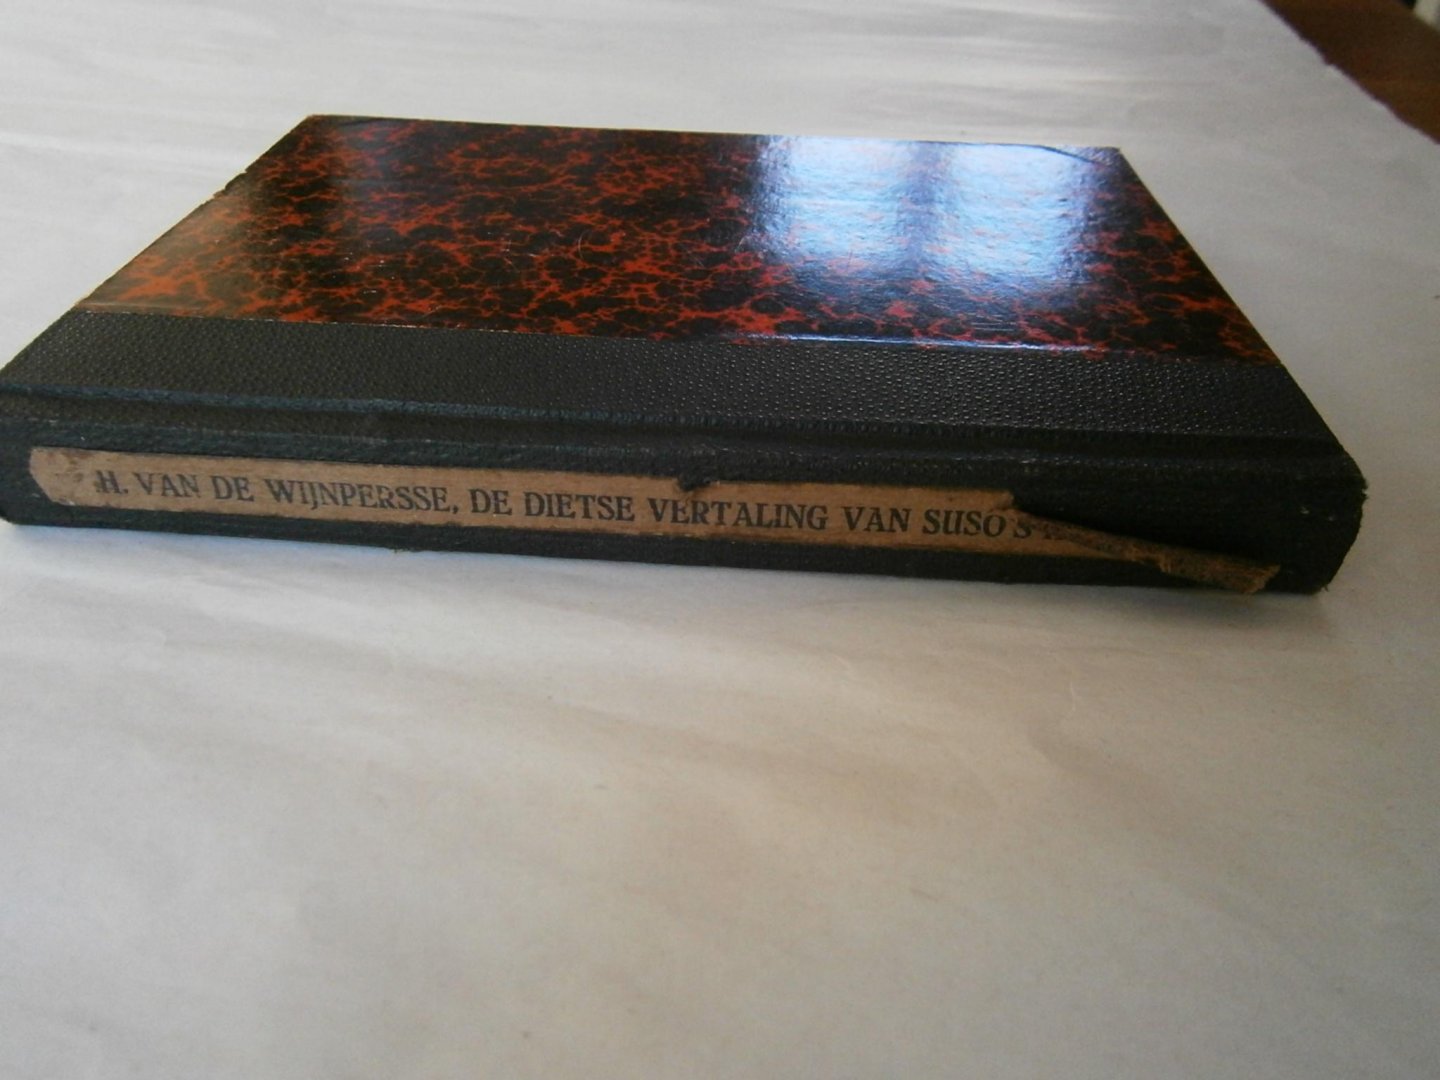 H. VAN DE WIJNPERSSE, DE DIETSE VERTALING VAN SUSO'S